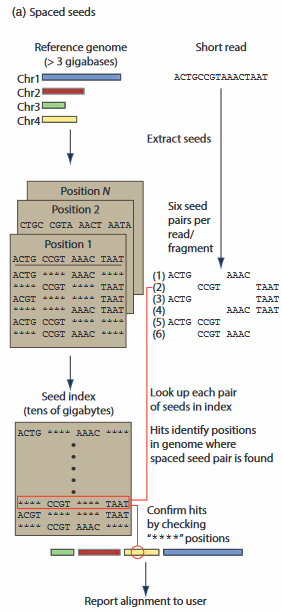 (a) Spaced seeds
Reference genome
(> 3 gigabases)
Chr1
Chr2
Chr3
Chr4
Short read
ACTGCCGTAAACTAAT
Extract seeds
Position N
Position 2
CTGC CCGTA AACT AATA
Position 1
ACTG CCGT AAAC TAAT
ACTG **** AAAC ****
**** CCGT **** TAAT
ACGT **** **** TAAT
**** **** AAAC TAAT
ACTG CCGT **** ****
**** CCGT AAAC ****
Six seed
pairs per
read/
fragment
(1) ACTG AAAC
(2) CCGT TAAT
(3) ACTG TAAT
(4) AAAC TAAT
(5) ACTG CCGT
(6) CCGT AAAC
Seed index
(tens of gigabytes)
ACTG **** AAAC ****
**** CCGT **** TAAT
ACGT **** **** TAAT
**** CCGT AAAC ****
Look up each pair
of seeds in index
Hits identify positions
in genome where
spaced seed pair is found
Confirm hits
by checking
"****" positions
Report alignment to user